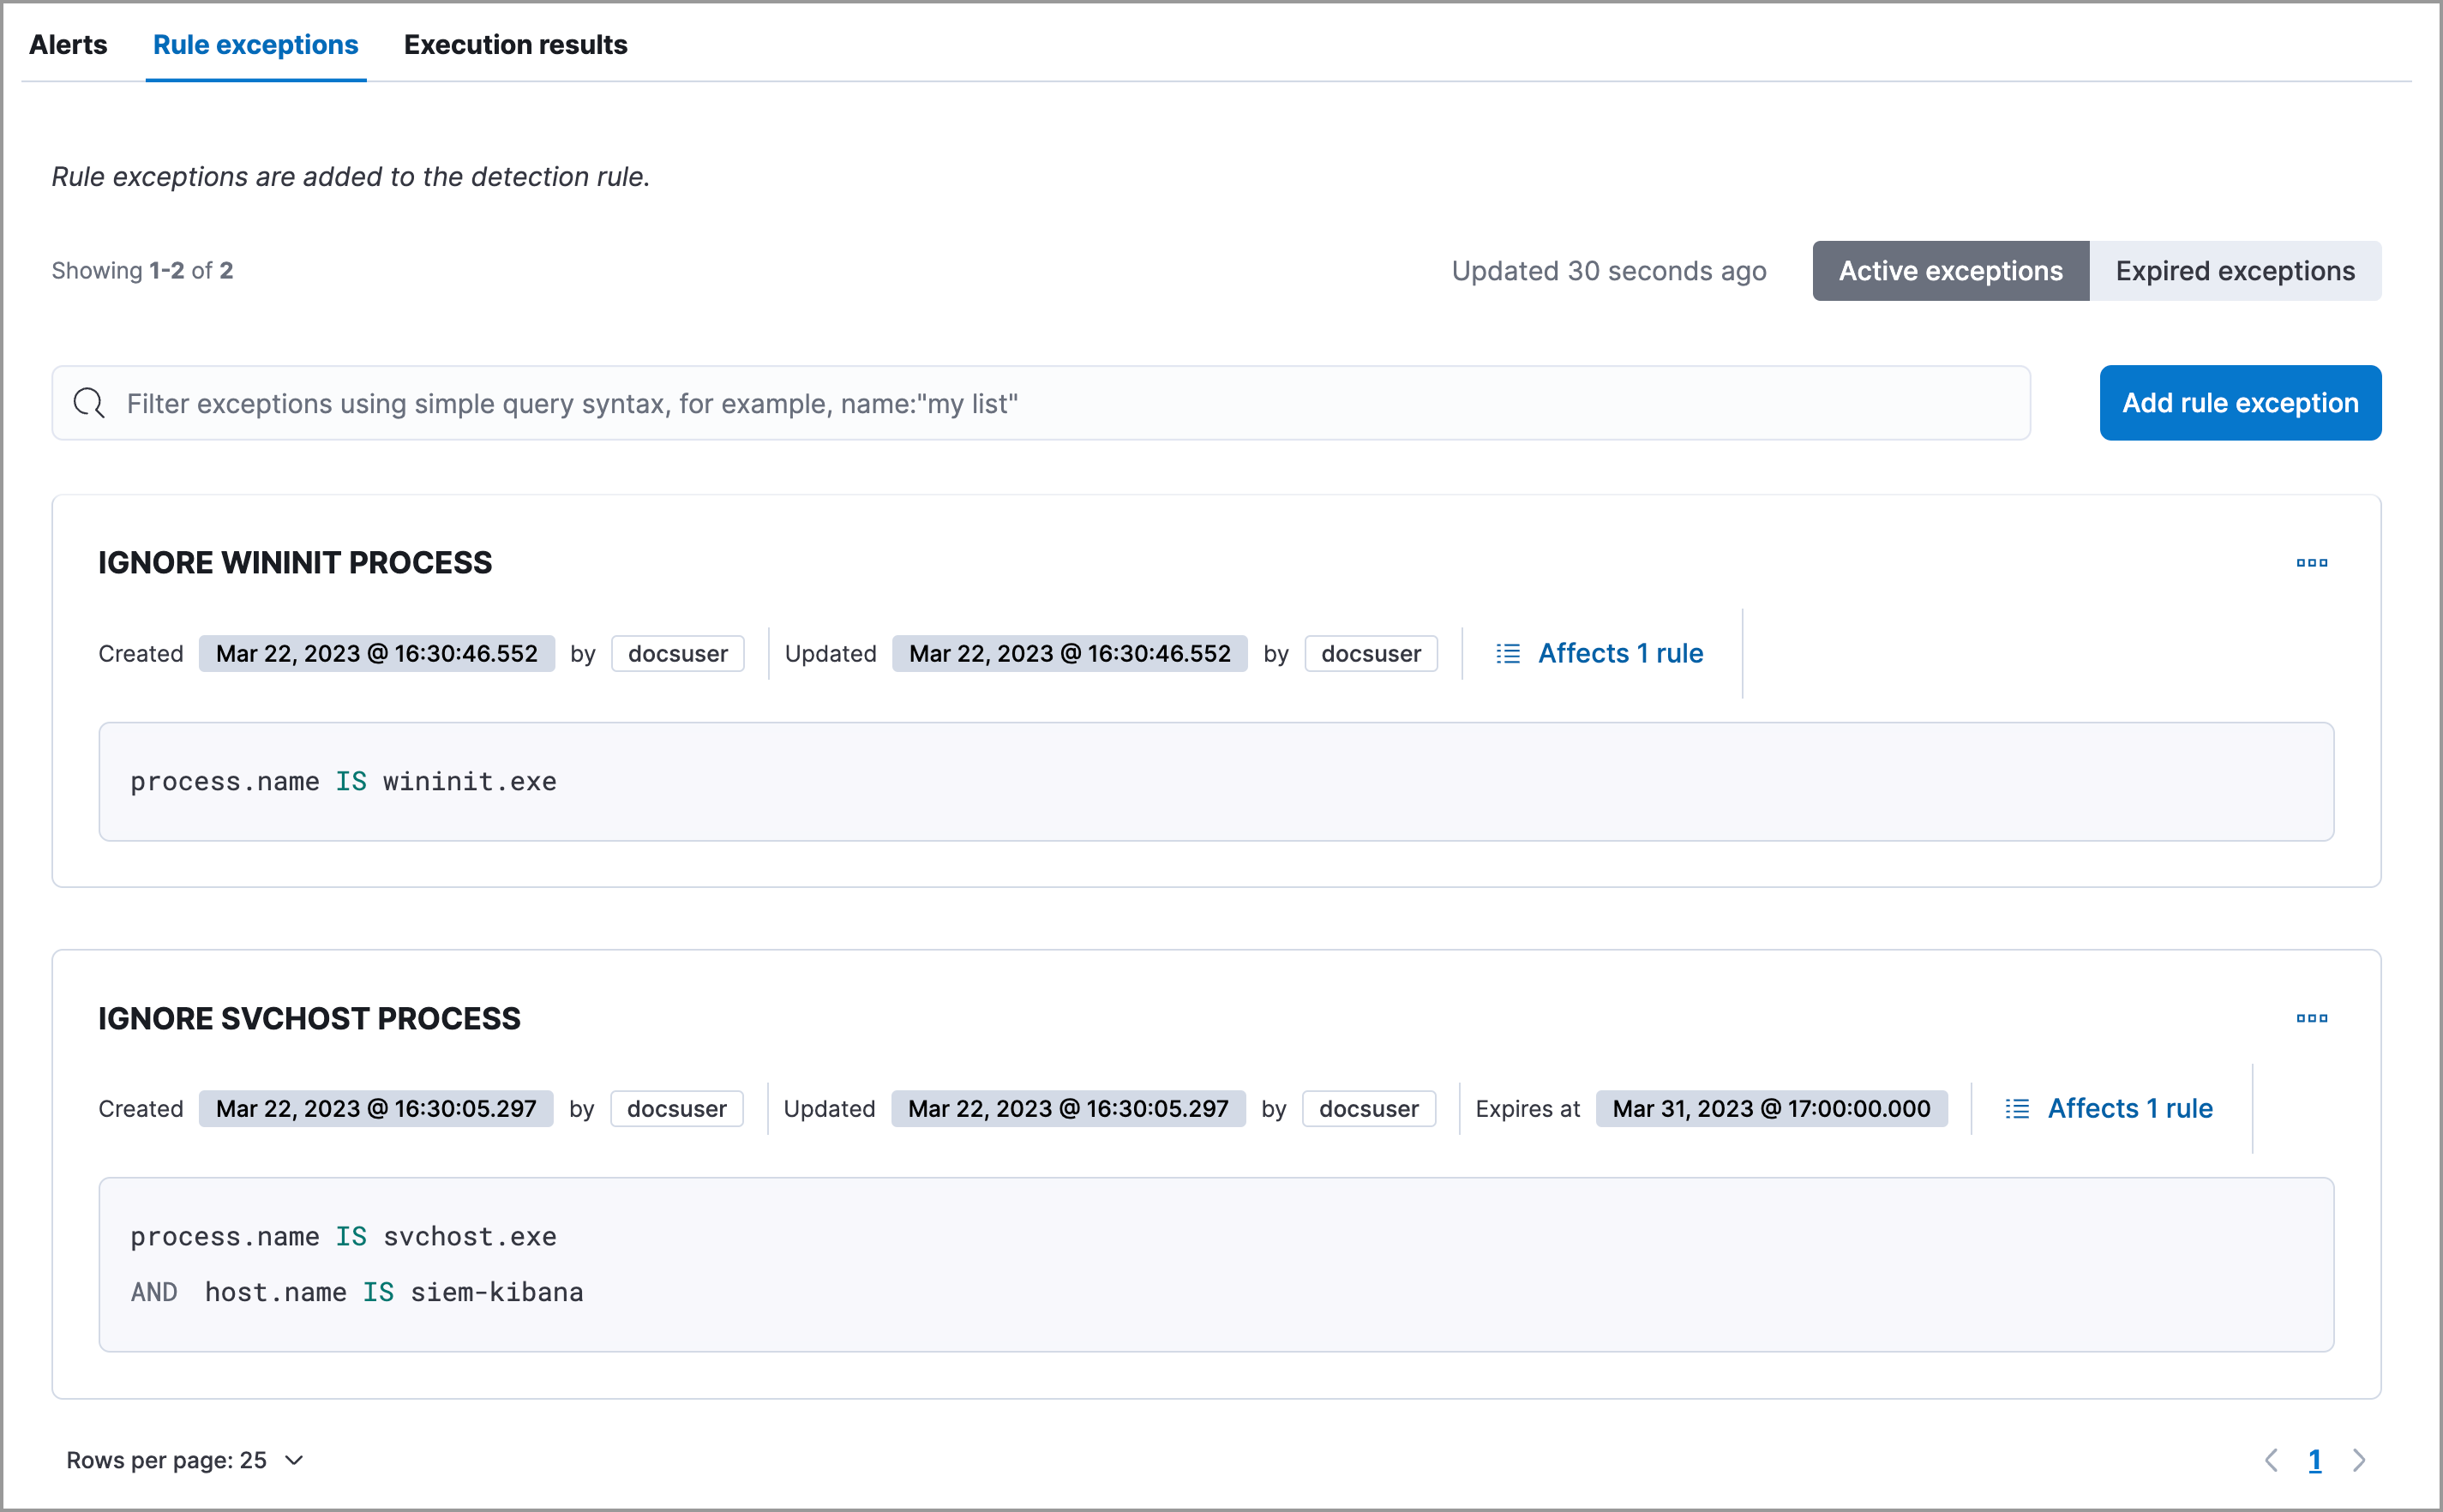 Alerts Rule exceptions Execution results
Rule exceptions are added to the detection rule.
Showing 1-2 of 2 Updated 30 seconds ago Active exceptions Expired exceptions
Filter exceptions using simple query syntax, for example, name:"my list" Add rule exception
IGNORE WININIT PROCESS
Created Mar 22, 2023 @ 16:30:46.552 by docsuser Updated Mar 22, 2023 @ 16:30:46.552 by docsuser Affects 1 rule
process.name IS wininit.exe
IGNORE SVCHOST PROCESS
Created Mar 22, 2023 @ 16:30:05.297 by docsuser Updated Mar 22, 2023 @ 16:30:05.297 by docsuser Expires at Mar 31, 2023 @ 17:00:00.000 Affects 1 rule
process.name IS svchost.exe
AND host.name IS siem-kibana
Rows per page: 25 1